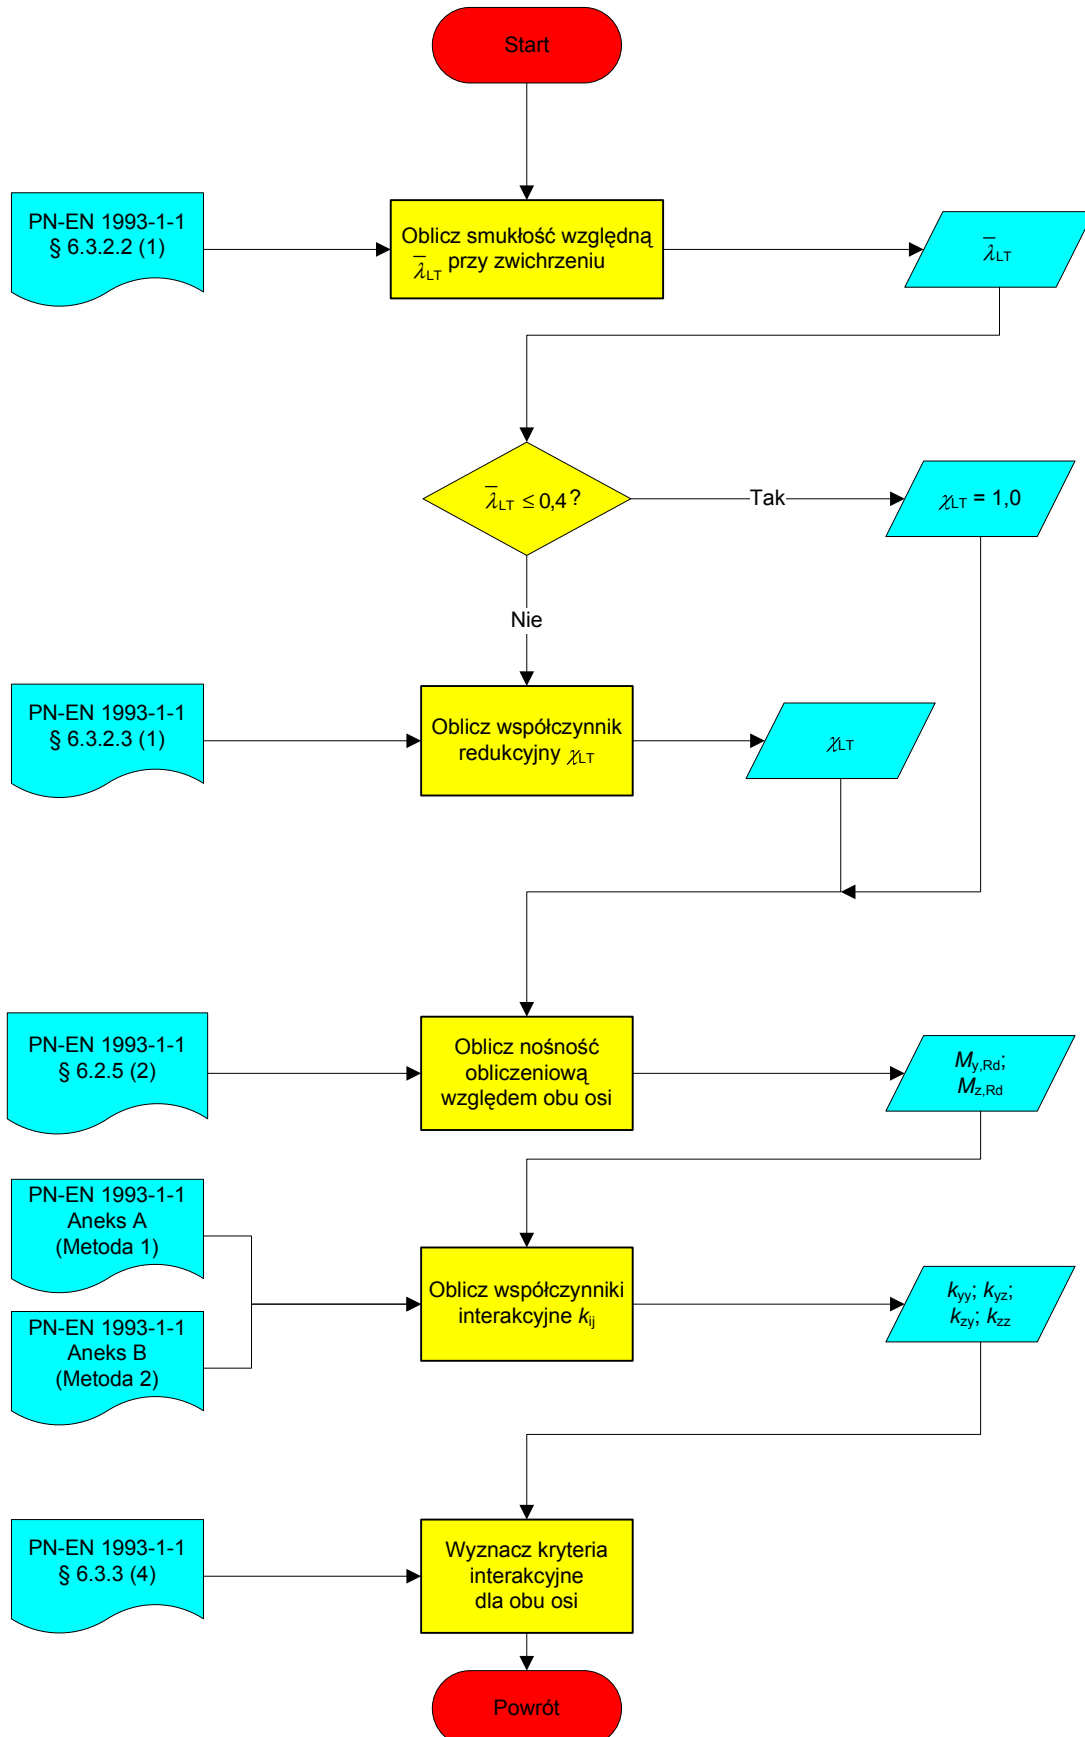 Start
PN-EN 1993-1-1
§ 6.3.2.2 (1)
Oblicz smukłość względną
λ̅LT przy zwichrzeniu
λ̅LT
λ̅LT ≤ 0,4?
Tak
χLT = 1,0
Nie
PN-EN 1993-1-1
§ 6.3.2.3 (1)
Oblicz współczynnik
redukcyjny χLT
χLT
PN-EN 1993-1-1
§ 6.2.5 (2)
Oblicz nośność
obliczeniową
względem obu osi
My,Rd;
Mz,Rd
PN-EN 1993-1-1
Aneks A
(Metoda 1)
PN-EN 1993-1-1
Aneks B
(Metoda 2)
Oblicz współczynniki
interakcyjne kij
kyy; kyz;
kzy; kzz
PN-EN 1993-1-1
§ 6.3.3 (4)
Wyznacz kryteria
interakcyjne
dla obu osi
Powrót